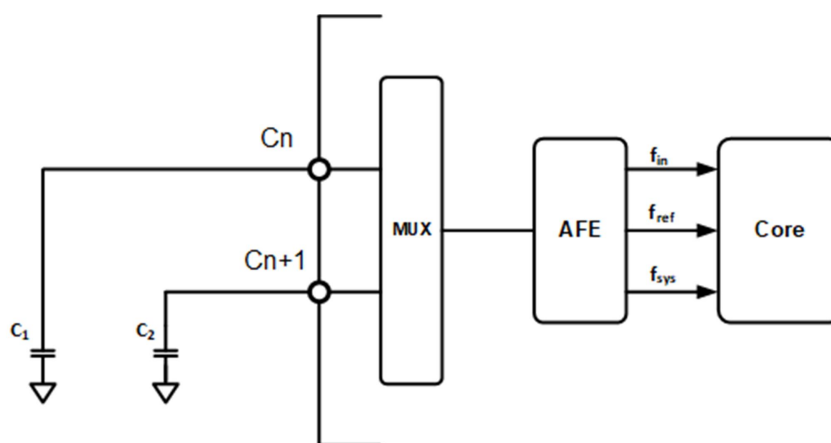 Cn
Cn+1
C1
C2
MUX
AFE
fin
fref
fsys
Core